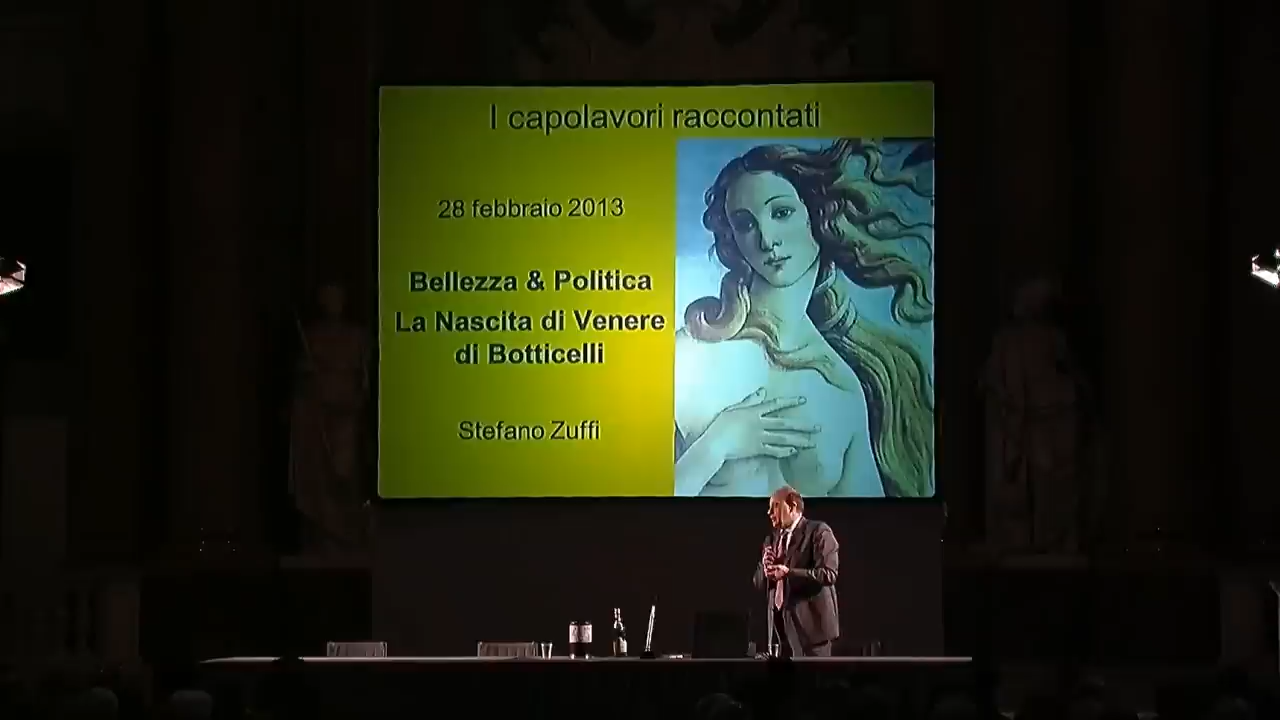 I capolavori raccontati
28 febbraio 2013
Bellezza & Politica
La Nascita di Venere
di Botticelli
Stefano Zuffi